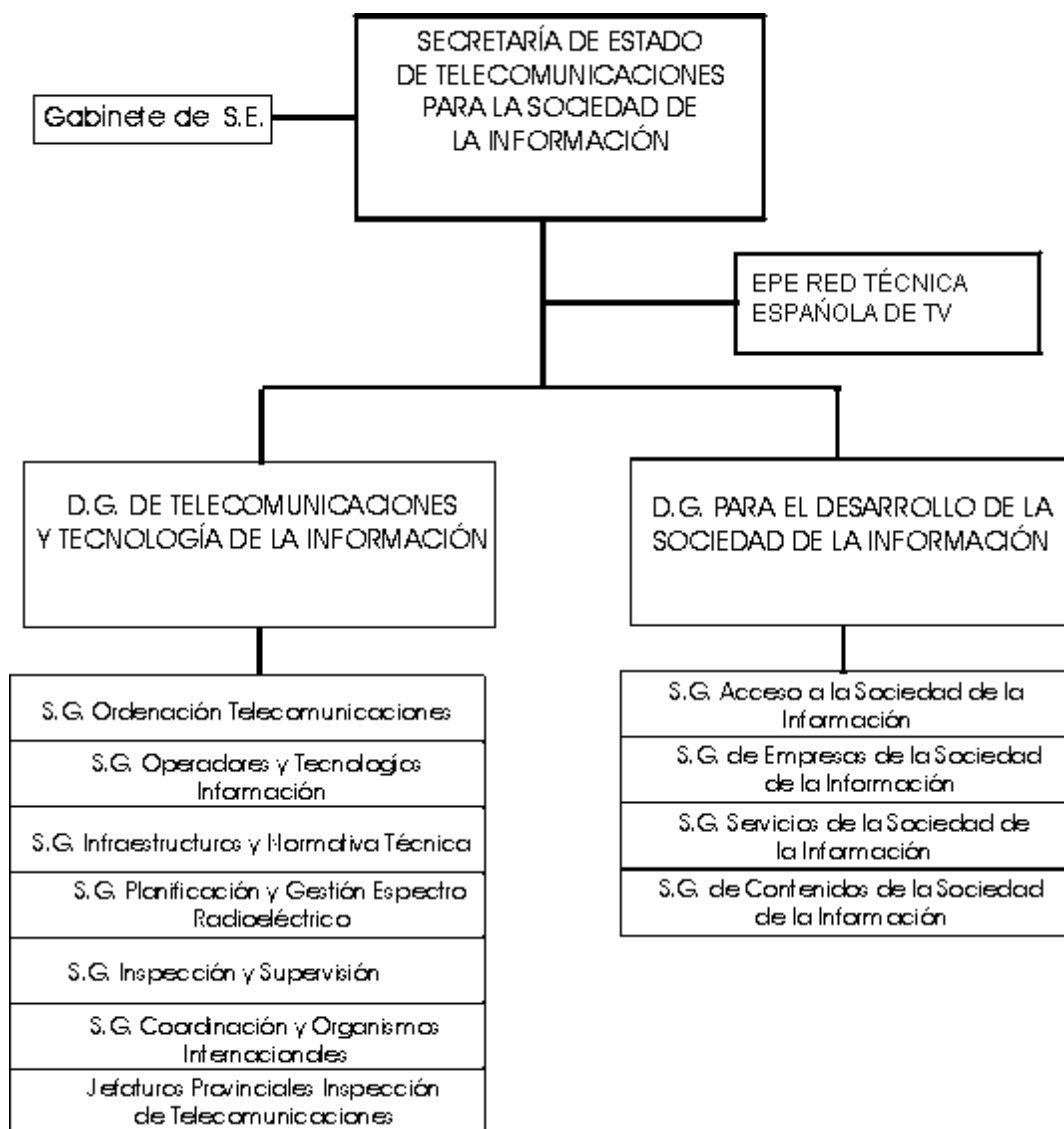 SECRETARÍA DE ESTADO
DE TELECOMUNICACIONES
PARA LA SOCIEDAD DE
LA INFORMACIÓN
Gabinete de S.E.
EPE RED TÉCNICA
ESPAÑOLA DE TV
D.G. DE TELECOMUNICACIONES
Y TECNOLOGÍA DE LA INFORMACIÓN
D.G. PARA EL DESARROLLO DE LA
SOCIEDAD DE LA INFORMACIÓN
S.G. Ordenación Telecomunicaciones
S.G. Operadores y Tecnologías
Información
S.G. Infraestructuras y Normativa Técnica
S.G. Planificación y Gestión Espectro
Radioeléctrico
S.G. Inspección y Supervisión
S.G. Coordinación y Organismos
Internacionales
Jefaturas Provinciales Inspección
de Telecomunicaciones
S.G. Acceso a la Sociedad de la
Información
S.G. de Empresas de la Sociedad
de la Información
S.G. Servicios de la Sociedad de
la Información
S.G. de Contenidos de la Sociedad
de la Información